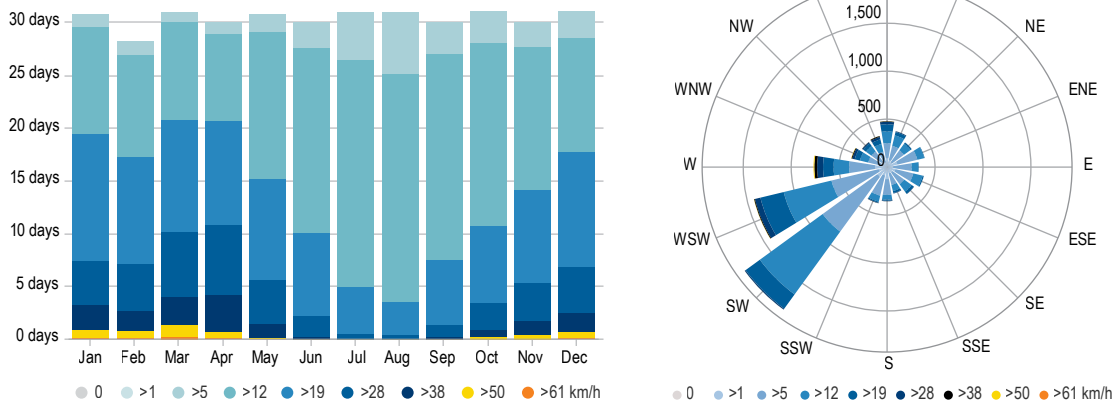 30 days
25 days
20 days
15 days
10 days
5 days
0 days
Jan Feb Mar Apr May Jun Jul Aug Sep Oct Nov Dec
0 >1 >5 >12 >19 >28 >38 >50 >61 km/h
1,500
NW NE
1,000
WNW ENE
500
0
W E
WSW ESE
SW SE
SSW SSE
S
0 >1 >5 >12 >19 >28 >38 >50 >61 km/h